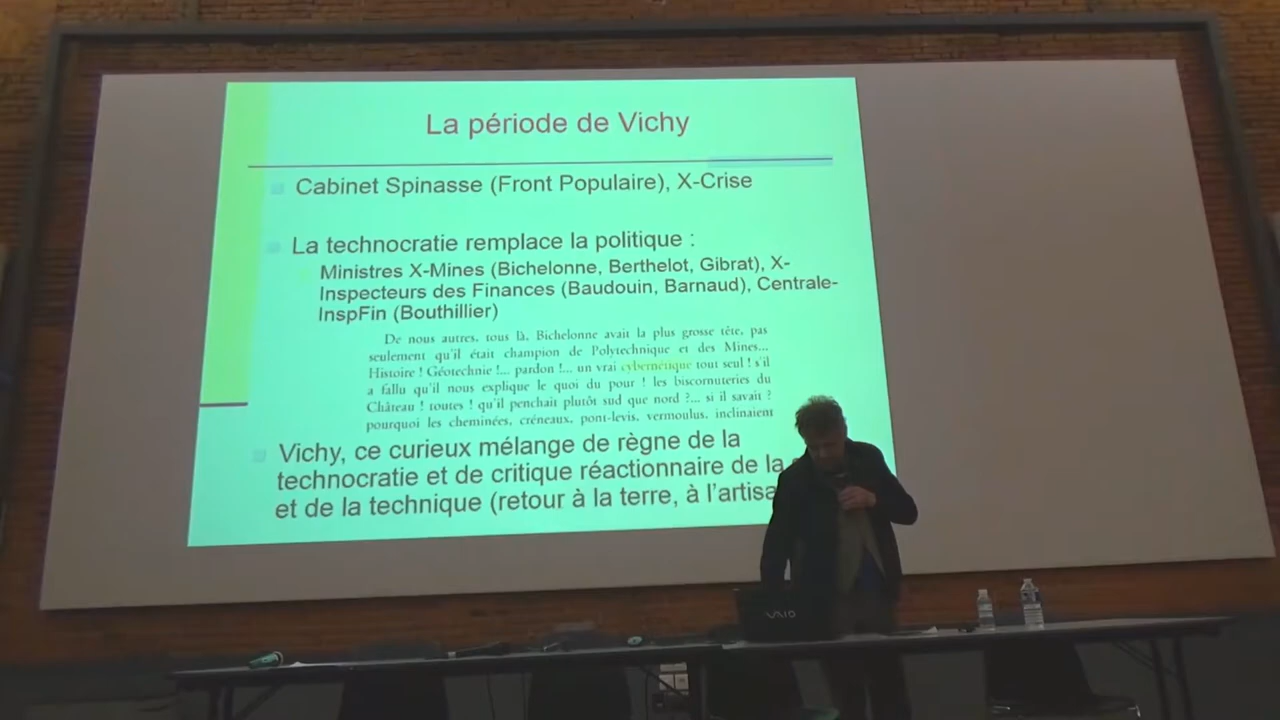 La période de Vichy
Cabinet Spinasse (Front Populaire), X-Crise
La technocratie remplace la politique :
Ministres X-Mines (Bichelonne, Berthelot, Gibrat), X-
Inspecteurs des Finances (Baudouin, Barnaud), Centrale-
InspFin (Bouthillier)
De nous autres, tous là, Bichelonne avait la plus grosse tête, pas
seulement qu'il était champion de Polytechnique et des Mines...
Histoire ! Géotechnie !... pardon !... un vrai cybernétique tout seul ! s'il
a fallu qu'il nous explique le quoi du pour ! les biscornuteries du
Château ! toutes ! qu'il penchait plutôt sud que nord ?... si il savait ?
pourquoi les cheminées, créneaux, pont-levis, vermoulus, inclinaient
Vichy, ce curieux mélange de règne de la
technocratie et de critique réactionnaire de la
et de la technique (retour à la terre, à l'artisa
VAIO